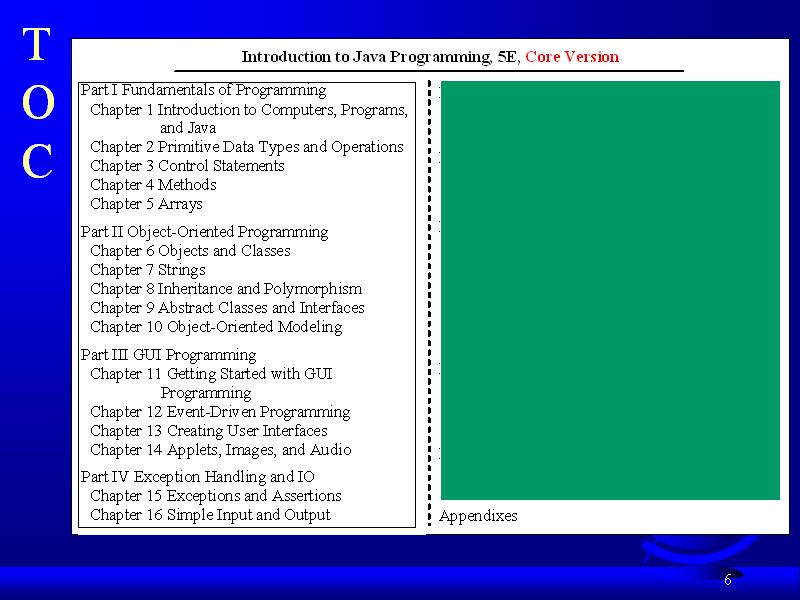 T
O
C
Introduction to Java Programming, 5E, Core Version
Part I Fundamentals of Programming
Chapter 1 Introduction to Computers, Programs,
and Java
Chapter 2 Primitive Data Types and Operations
Chapter 3 Control Statements
Chapter 4 Methods
Chapter 5 Arrays
Part II Object-Oriented Programming
Chapter 6 Objects and Classes
Chapter 7 Strings
Chapter 8 Inheritance and Polymorphism
Chapter 9 Abstract Classes and Interfaces
Chapter 10 Object-Oriented Modeling
Part III GUI Programming
Chapter 11 Getting Started with GUI
Programming
Chapter 12 Event-Driven Programming
Chapter 13 Creating User Interfaces
Chapter 14 Applets, Images, and Audio
Part IV Exception Handling and IO
Chapter 15 Exceptions and Assertions
Chapter 16 Simple Input and Output
Appendixes
6